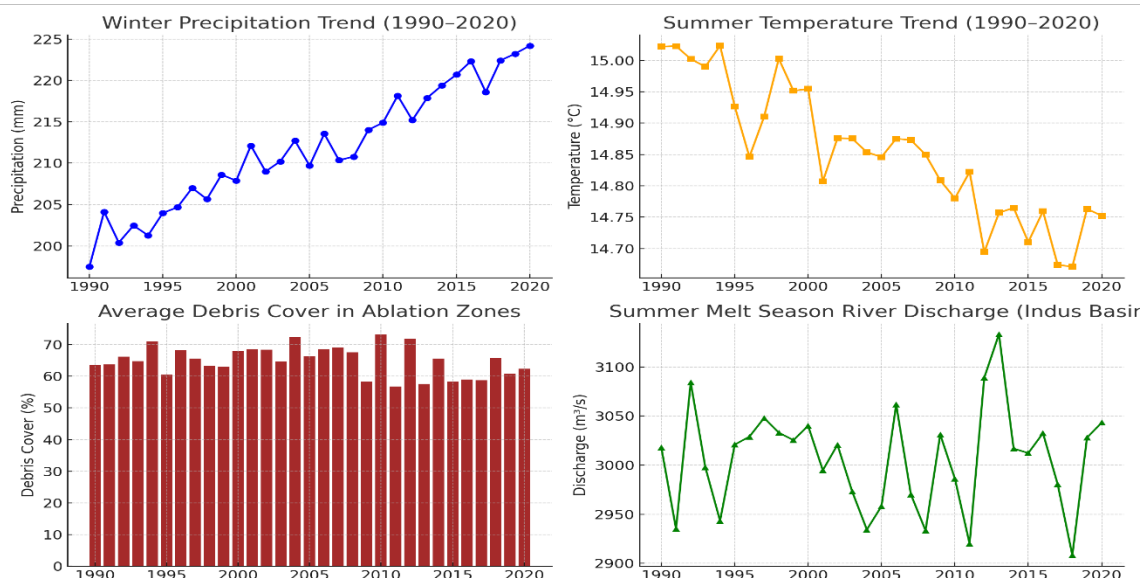 Winter Precipitation Trend (1990–2020)
Precipitation (mm)
225
220
215
210
205
200
1990 1995 2000 2005 2010 2015 2020
Summer Temperature Trend (1990–2020)
Temperature (°C)
15.00
14.95
14.90
14.85
14.80
14.75
14.70
1990 1995 2000 2005 2010 2015 2020
Average Debris Cover in Ablation Zones
Debris Cover (%)
70
60
50
40
30
20
10
0
1990 1995 2000 2005 2010 2015 2020
Summer Melt Season River Discharge (Indus Basin
Discharge (m³/s)
3100
3050
3000
2950
2900
1990 1995 2000 2005 2010 2015 2020